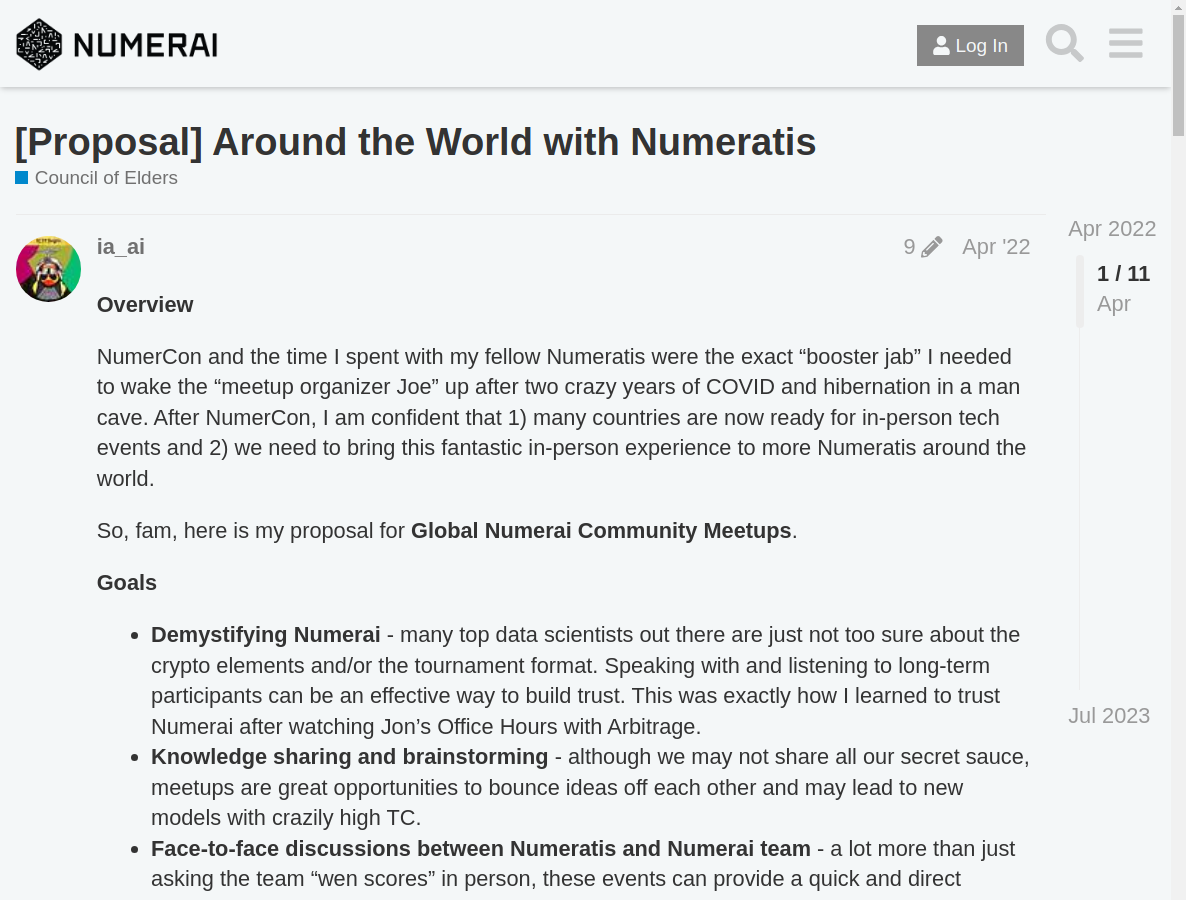 NUMERAI
Log In
[Proposal] Around the World with Numeratis
Council of Elders
ia_ai
9
Apr '22
Apr 2022
1 / 11
Apr
Overview
NumerCon and the time I spent with my fellow Numeratis were the exact “booster jab” I needed
to wake the “meetup organizer Joe” up after two crazy years of COVID and hibernation in a man
cave. After NumerCon, I am confident that 1) many countries are now ready for in-person tech
events and 2) we need to bring this fantastic in-person experience to more Numeratis around the
world.
So, fam, here is my proposal for Global Numerai Community Meetups.
Goals
Demystifying Numerai - many top data scientists out there are just not too sure about the
crypto elements and/or the tournament format. Speaking with and listening to long-term
participants can be an effective way to build trust. This was exactly how I learned to trust
Numerai after watching Jon’s Office Hours with Arbitrage.
Jul 2023
Knowledge sharing and brainstorming - although we may not share all our secret sauce,
meetups are great opportunities to bounce ideas off each other and may lead to new
models with crazily high TC.
Face-to-face discussions between Numeratis and Numerai team - a lot more than just
asking the team “wen scores” in person, these events can provide a quick and direct